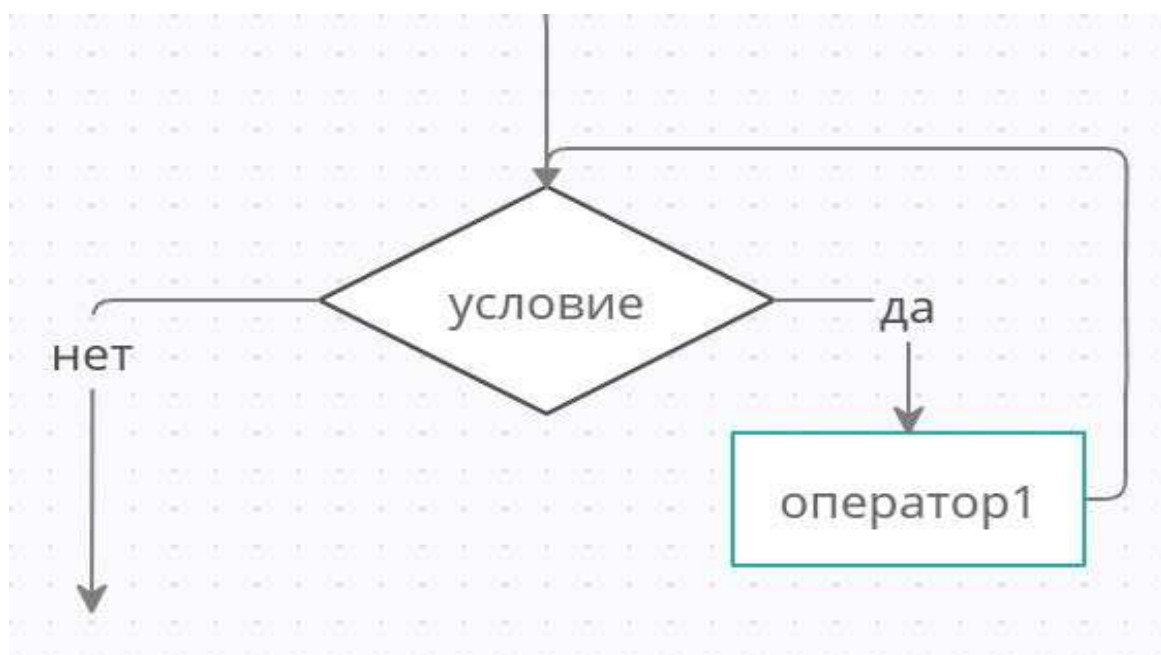 условие
да
нет
оператор1